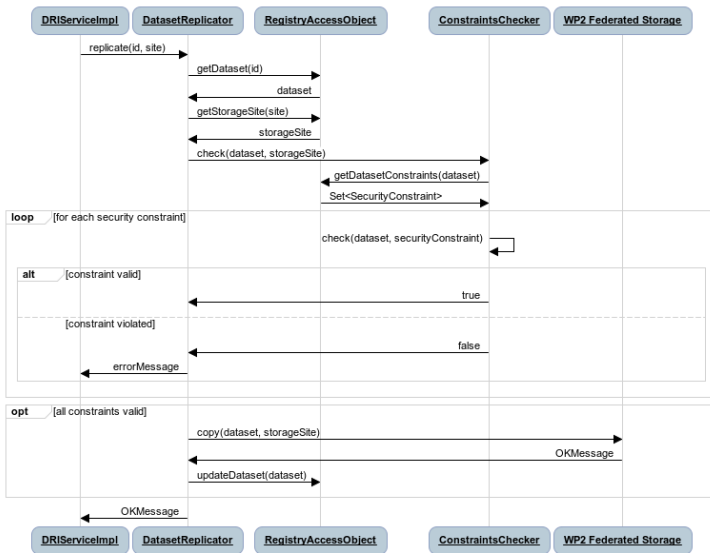 DRIServiceImpl DatasetReplicator RegistryAccessObject ConstraintsChecker WP2 Federated Storage
replicate(id, site)
getDataset(id)
dataset
getStorageSite(site)
storageSite
check(dataset, storageSite)
getDatasetConstraints(dataset)
Set<SecurityConstraint>
loop [for each security constraint]
check(dataset, securityConstraint)
alt [constraint valid]
true
[constraint violated]
false
errorMessage
opt [all constraints valid]
copy(dataset, storageSite)
OKMessage
updateDataset(dataset)
OKMessage
DRIServiceImpl DatasetReplicator RegistryAccessObject ConstraintsChecker WP2 Federated Storage